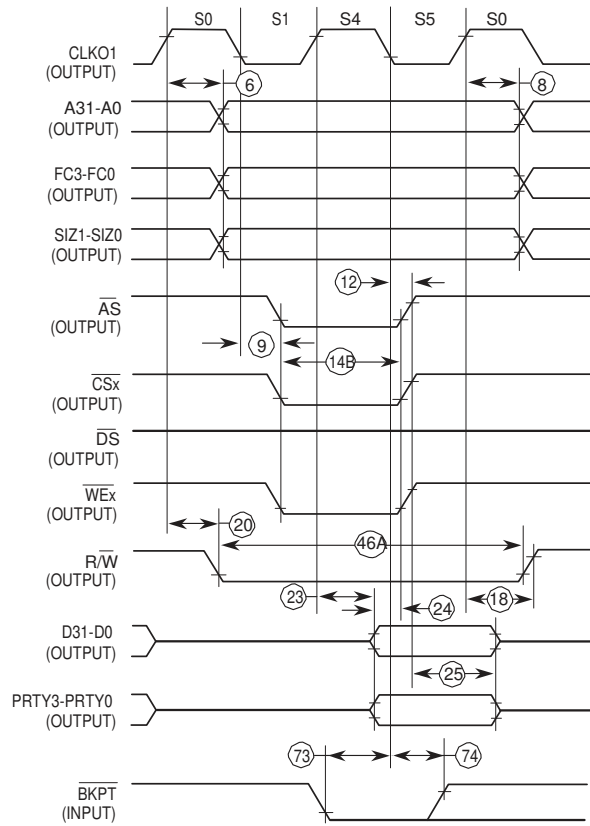 S0 S1 S4 S5 S0
CLKO1
(OUTPUT)
6 8
A31-A0
(OUTPUT)
FC3-FC0
(OUTPUT)
SIZ1-SIZ0
(OUTPUT)
12
AS
(OUTPUT)
9
14B
CSx
(OUTPUT)
DS
(OUTPUT)
WEx
(OUTPUT)
20
46A
R/W
(OUTPUT)
23 24 18
D31-D0
(OUTPUT)
25
PRTY3-PRTY0
(OUTPUT)
73 74
BKPT
(INPUT)